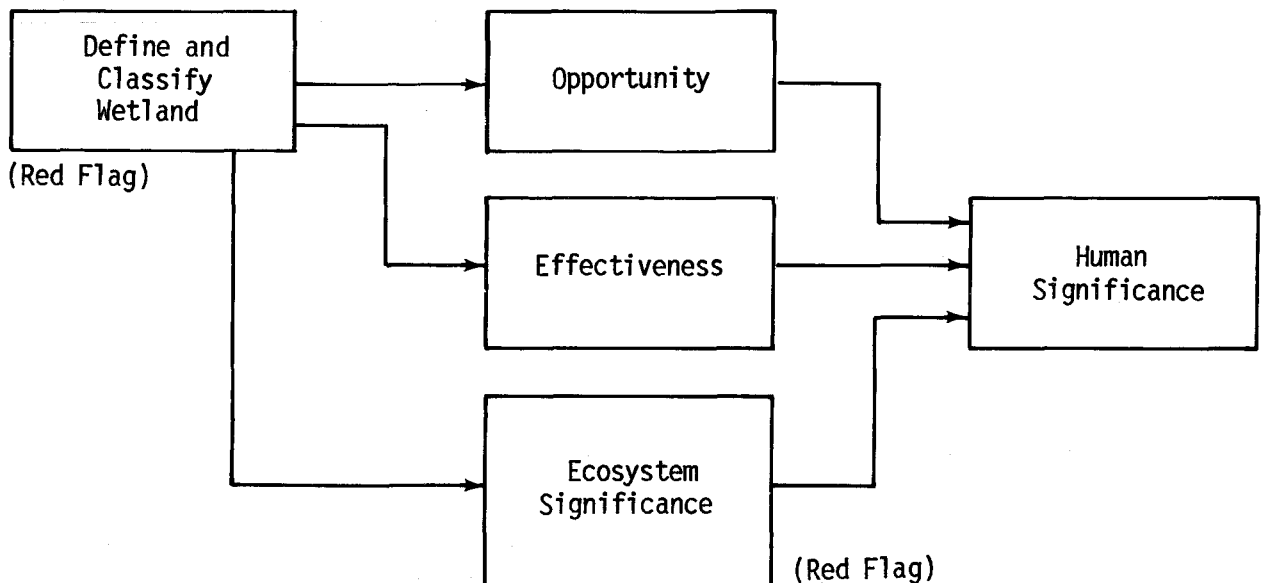 Define and
Classify
Wetland
(Red Flag)
Opportunity
Effectiveness
Ecosystem
Significance
(Red Flag)
Human
Significance